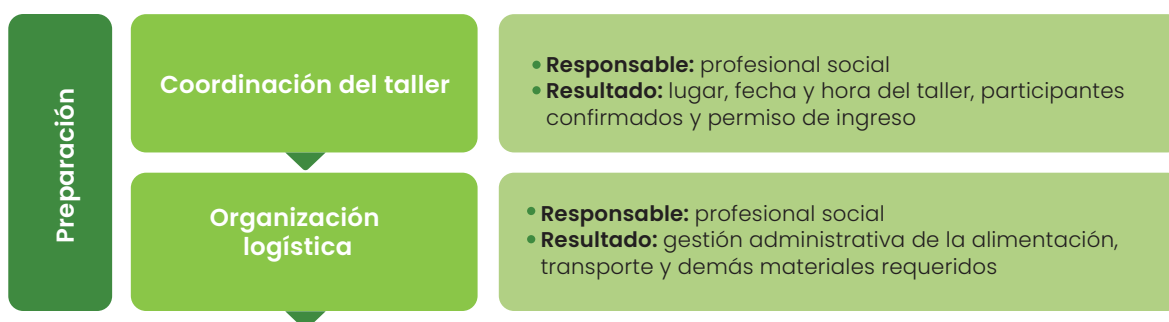 Preparación
Coordinación del taller
Responsable: profesional social
Resultado: lugar, fecha y hora del taller, participantes
confirmados y permiso de ingreso
Organización
logística
Responsable: profesional social
Resultado: gestión administrativa de la alimentación,
transporte y demás materiales requeridos